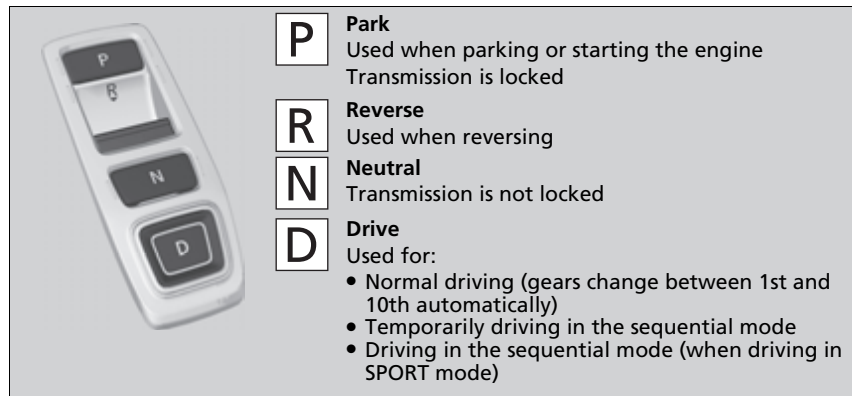 P
R
N
D
P
Park
Used when parking or starting the engine
Transmission is locked
R
Reverse
Used when reversing
N
Neutral
Transmission is not locked
D
Drive
Used for:
• Normal driving (gears change between 1st and
10th automatically)
• Temporarily driving in the sequential mode
• Driving in the sequential mode (when driving in
SPORT mode)